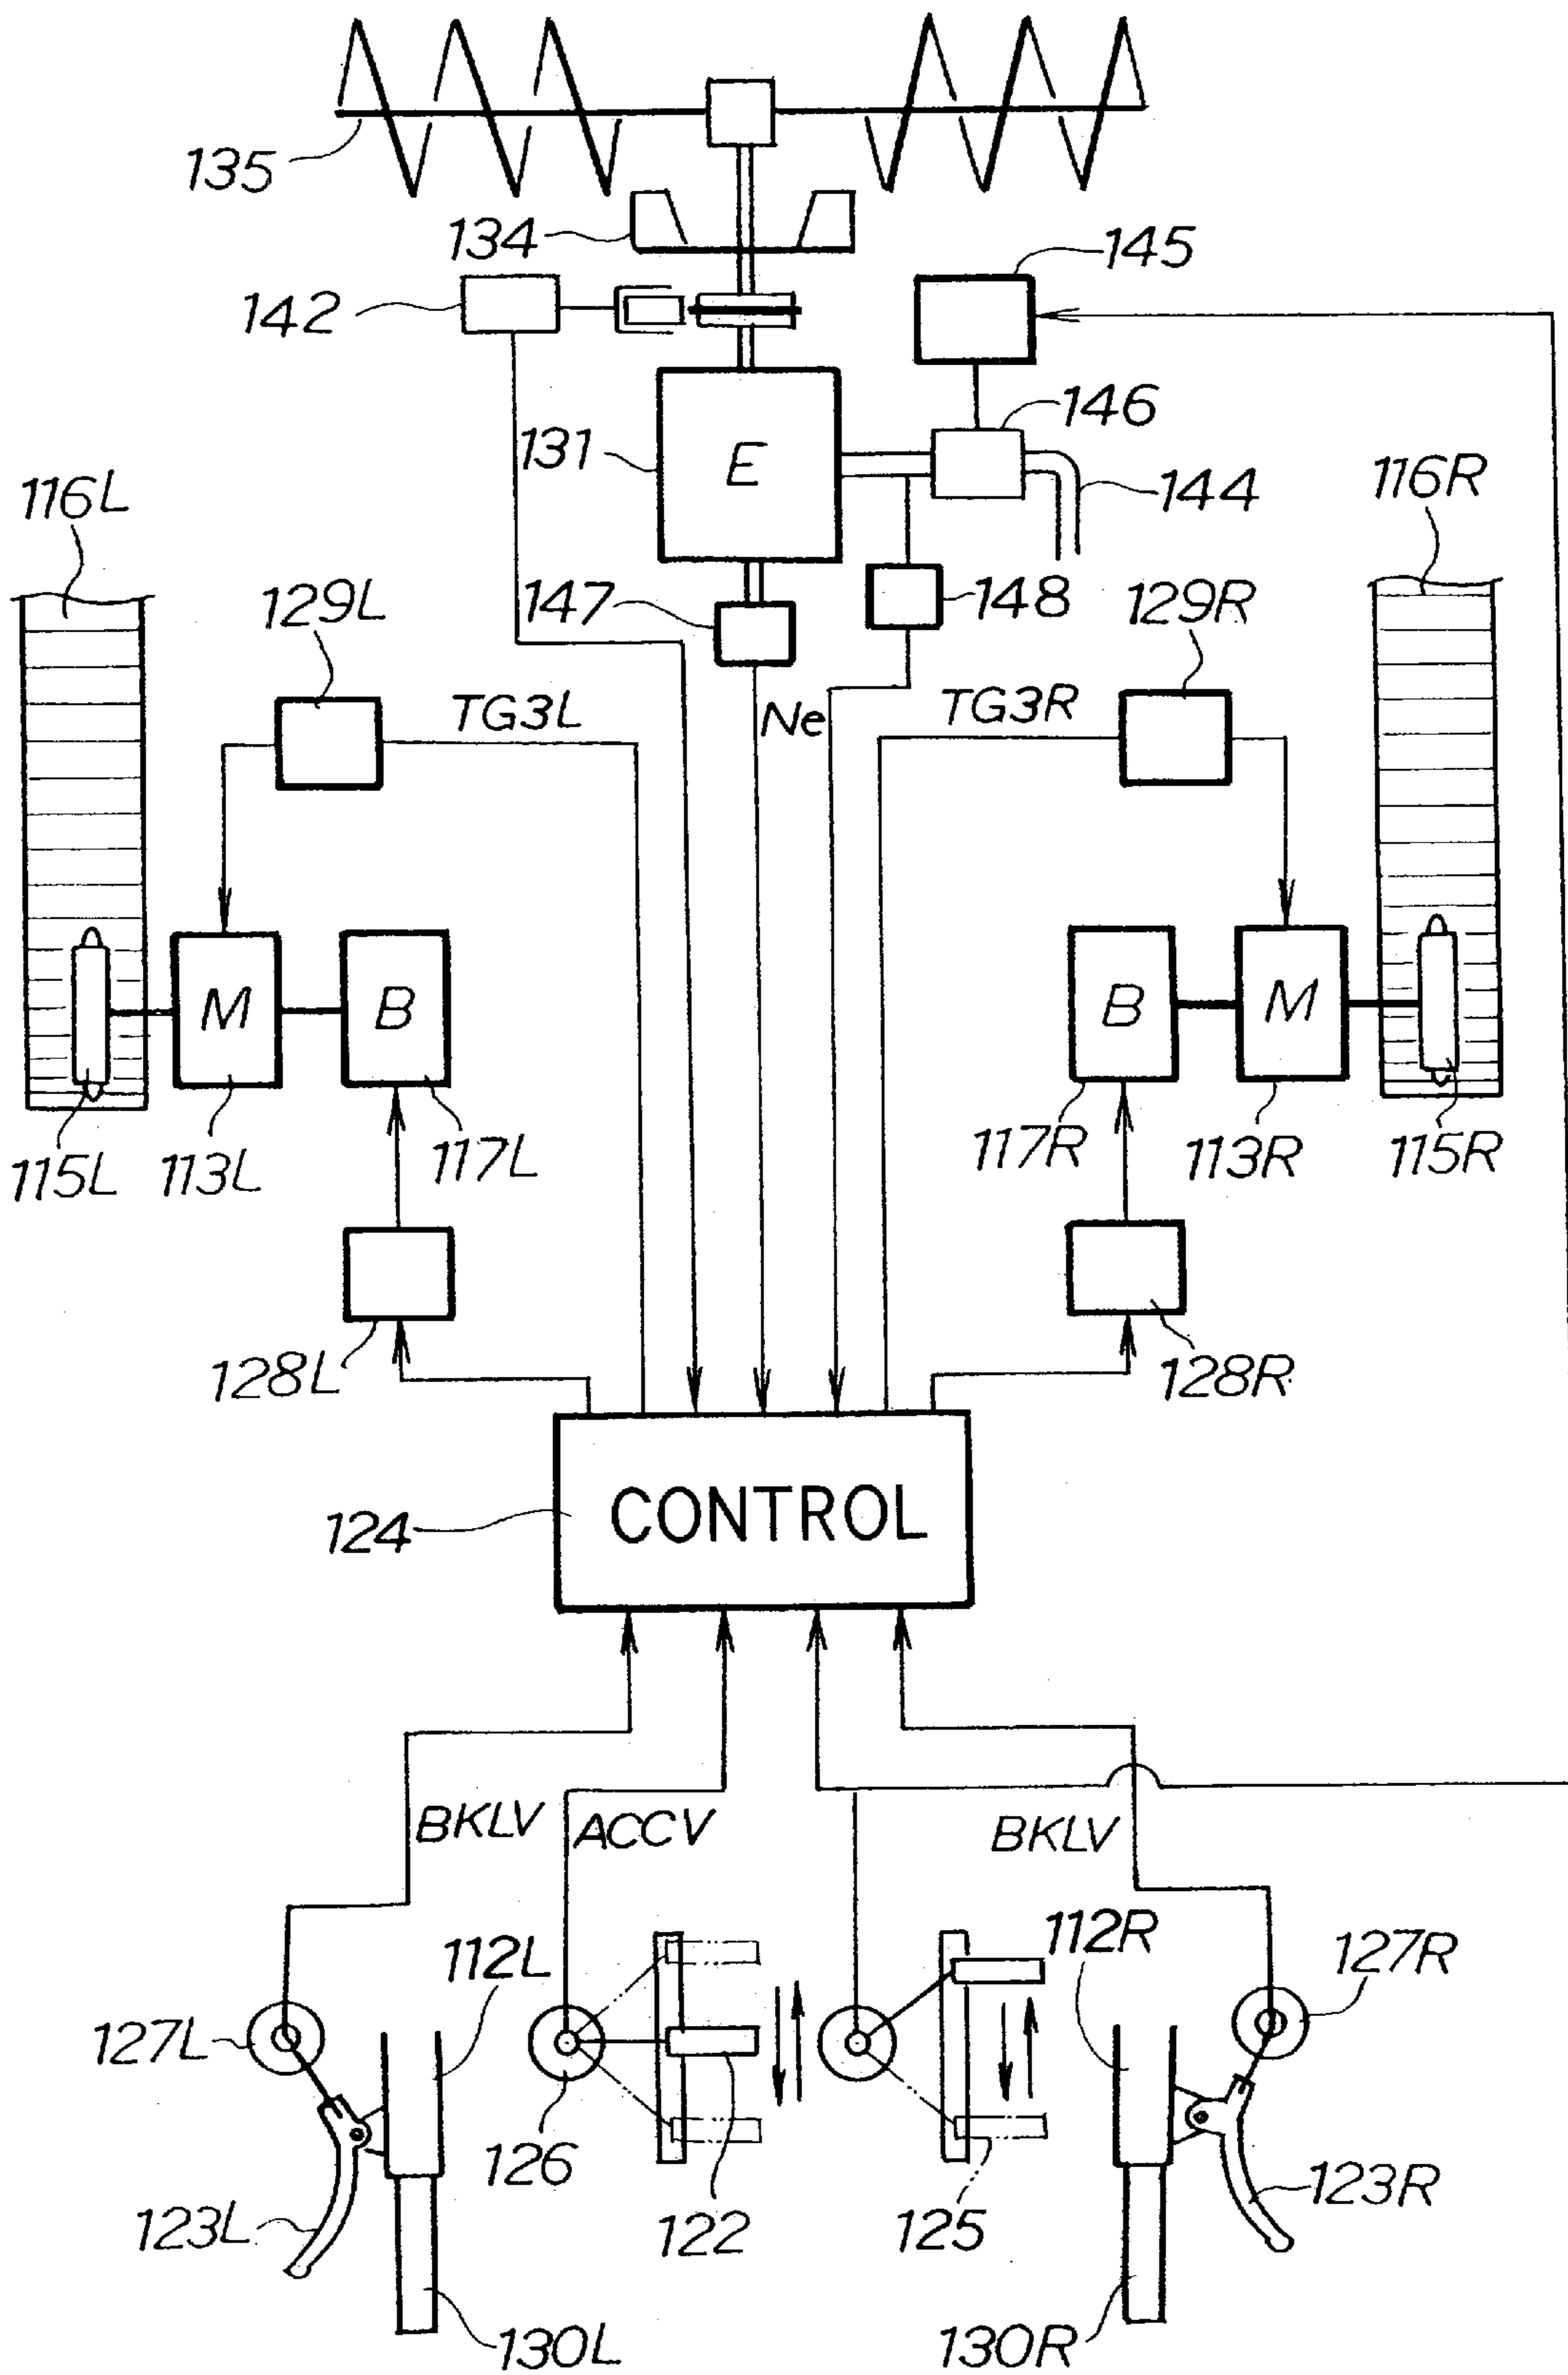 135
134
145
142
146
131
E
116L
144
116R
129L
147
148
129R
TG3L
Ne
TG3R
M
B
B
M
115L
113L
117L
117R
113R
115R
128L
128R
124
CONTROL
BKLV
ACCV
BKLV
112L
112R
127L
127R
126
123L
122
125
123R
130L
130R